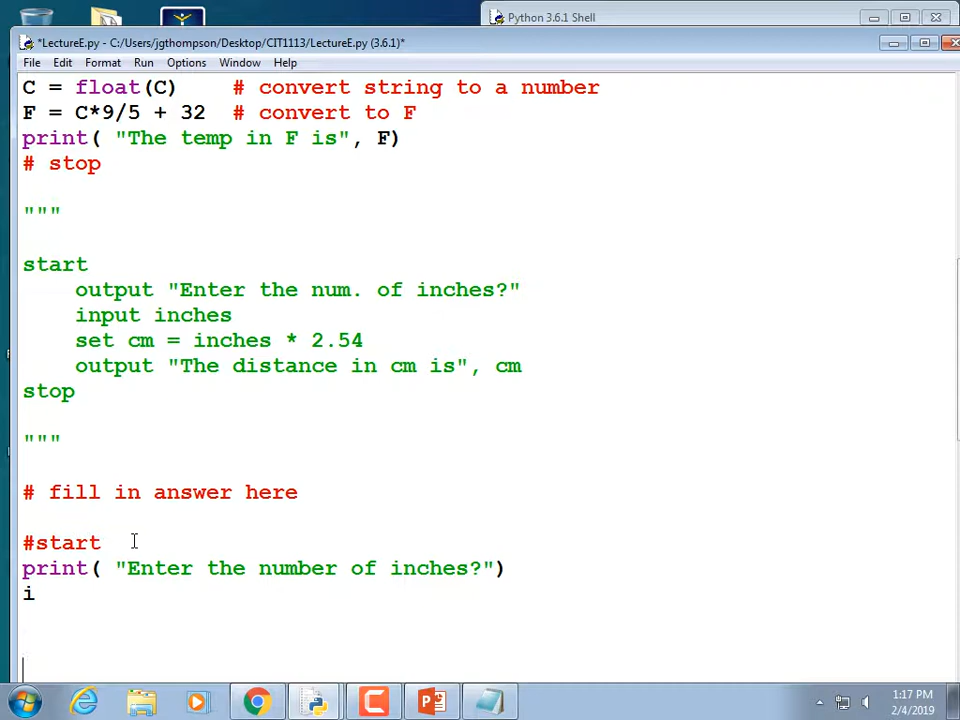 Python 3.6.1 Shell
*LectureE.py - C:/Users/jgthompson/Desktop/CIT1113/LectureE.py (3.6.1)*
File Edit Format Run Options Window Help
C = float(C)    # convert string to a number
F = C*9/5 + 32  # convert to F
print( "The temp in F is", F)
# stop
"""
start
    output "Enter the num. of inches?"
    input inches
    set cm = inches * 2.54
    output "The distance in cm is", cm
stop
"""
# fill in answer here
#start
print( "Enter the number of inches?")
i
1:17 PM
2/4/2019